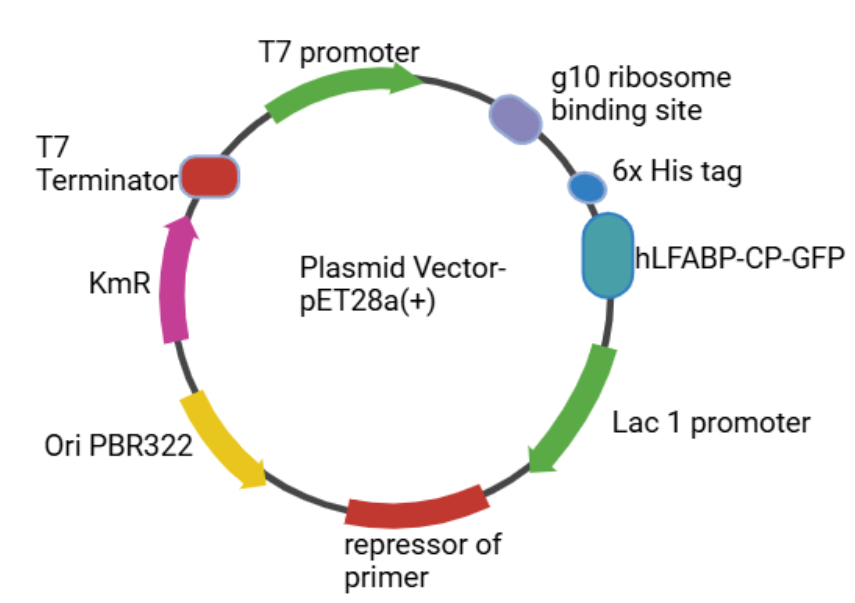 T7 promoter
g10 ribosome
binding site
T7
Terminator
6x His tag
hLFABP-CP-GFP
Plasmid Vector-
pET28a(+)
KmR
Lac 1 promoter
Ori PBR322
repressor of
primer